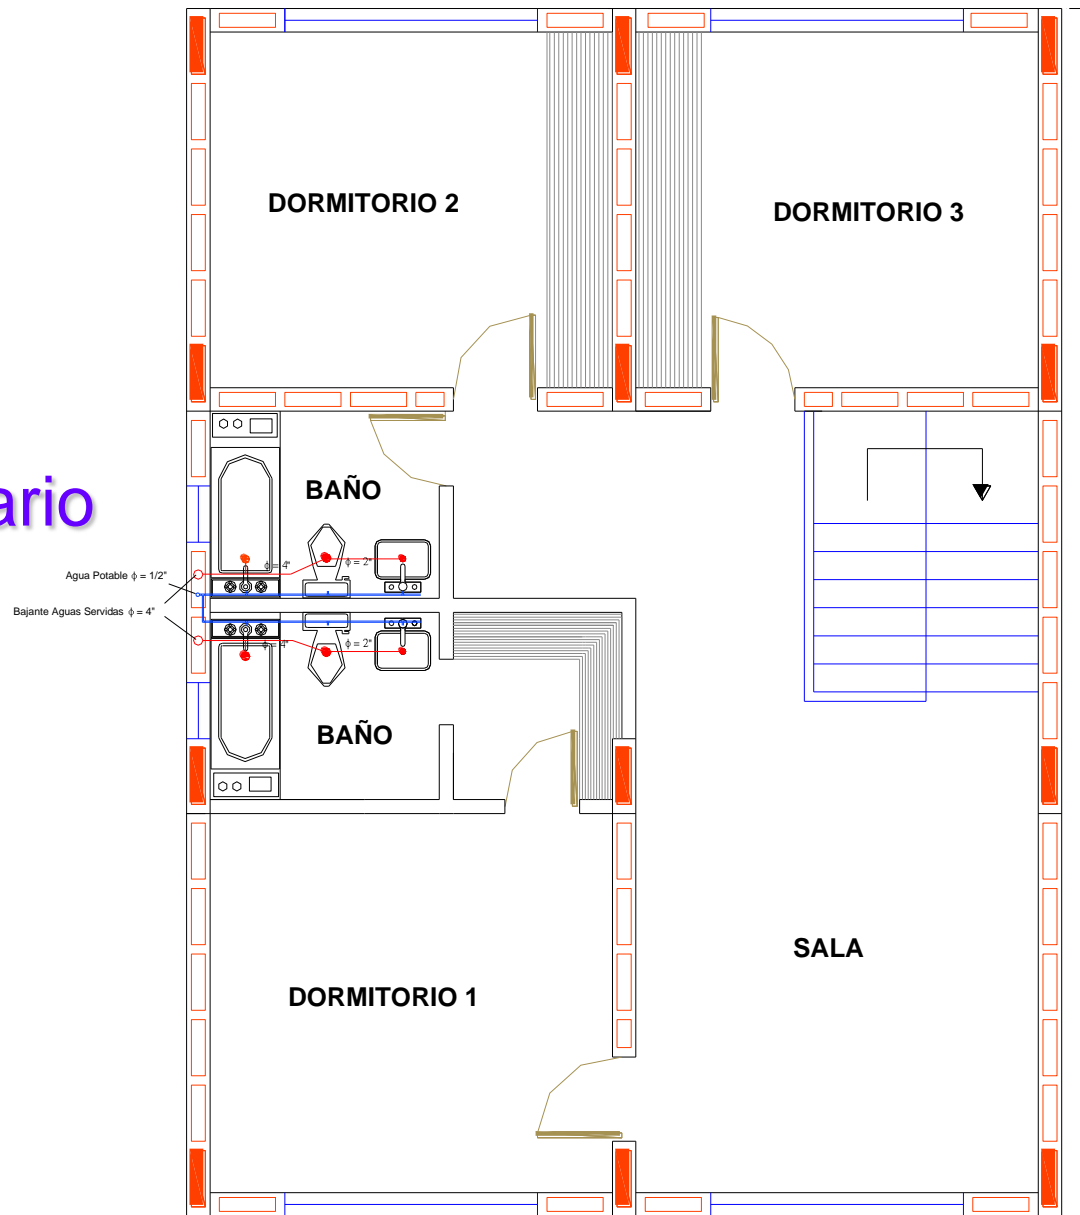 DORMITORIO 2
DORMITORIO 3
BAÑO
ario
ϕ = 4"
ϕ = 2"
Agua Potable ϕ = 1/2"
Bajante Aguas Servidas ϕ = 4"
ϕ = 4"
ϕ = 2"
BAÑO
SALA
DORMITORIO 1